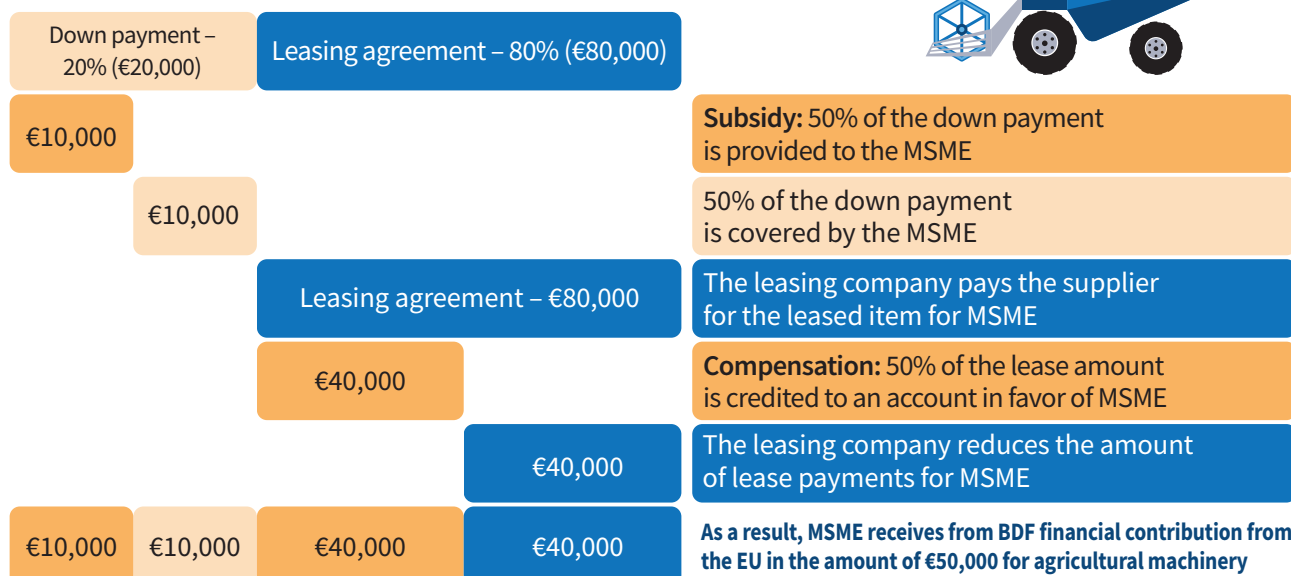 Down payment –
20% (€20,000)
Leasing agreement – 80% (€80,000)
€10,000
Subsidy: 50% of the down payment
is provided to the MSME
€10,000
50% of the down payment
is covered by the MSME
Leasing agreement – €80,000
The leasing company pays the supplier
for the leased item for MSME
€40,000
Compensation: 50% of the lease amount
is credited to an account in favor of MSME
€40,000
The leasing company reduces the amount
of lease payments for MSME
€10,000 €10,000 €40,000 €40,000
As a result, MSME receives from BDF financial contribution from
the EU in the amount of €50,000 for agricultural machinery